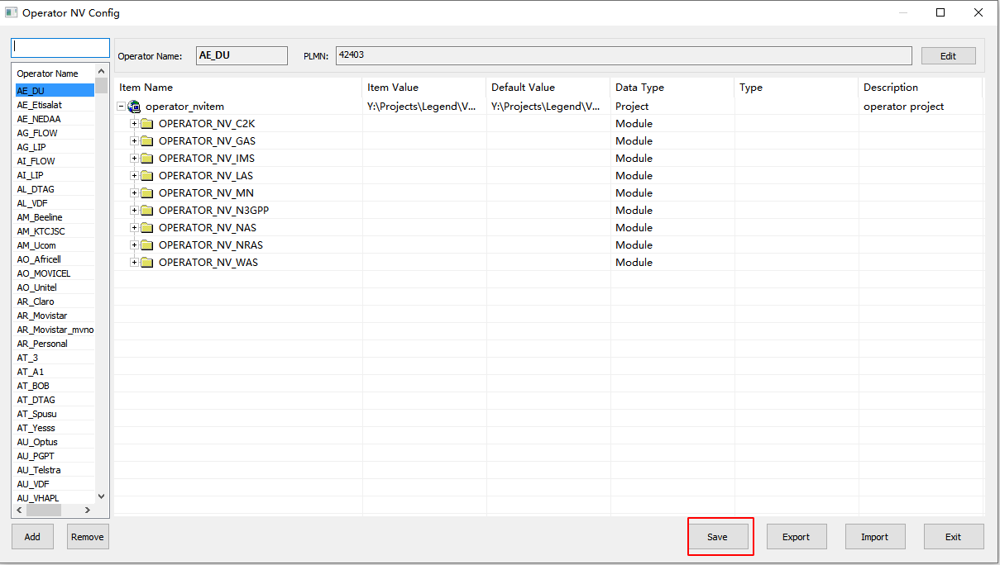 Operator NV Config
Operator Name: AE_DU PLMN: 42403 Edit
Operator Name
AE_DU
AE_Etisalat
AE_NEDAA
AG_FLOW
AG_LIP
AI_FLOW
AI_LIP
AL_DTAG
AL_VDF
AM_Beeline
AM_KTCJSC
AM_Ucom
AO_Africell
AO_MOVICEL
AO_Unitel
AR_Claro
AR_Movistar
AR_Movistar_mvno
AR_Personal
AT_3
AT_A1
AT_BOB
AT_DTAG
AT_Spusu
AT_Yesss
AU_Optus
AU_PGPT
AU_Telstra
AU_VDF
AU_VHAPL
Item Name Item Value Default Value Data Type Type Description
operator_nvitem Y:\Projects\Legend\V... Y:\Projects\Legend\V... Project operator project
OPERATOR_NV_C2K Module
OPERATOR_NV_GAS Module
OPERATOR_NV_IMS Module
OPERATOR_NV_LAS Module
OPERATOR_NV_MN Module
OPERATOR_NV_N3GPP Module
OPERATOR_NV_NAS Module
OPERATOR_NV_NRAS Module
OPERATOR_NV_WAS Module
Add Remove Save Export Import Exit